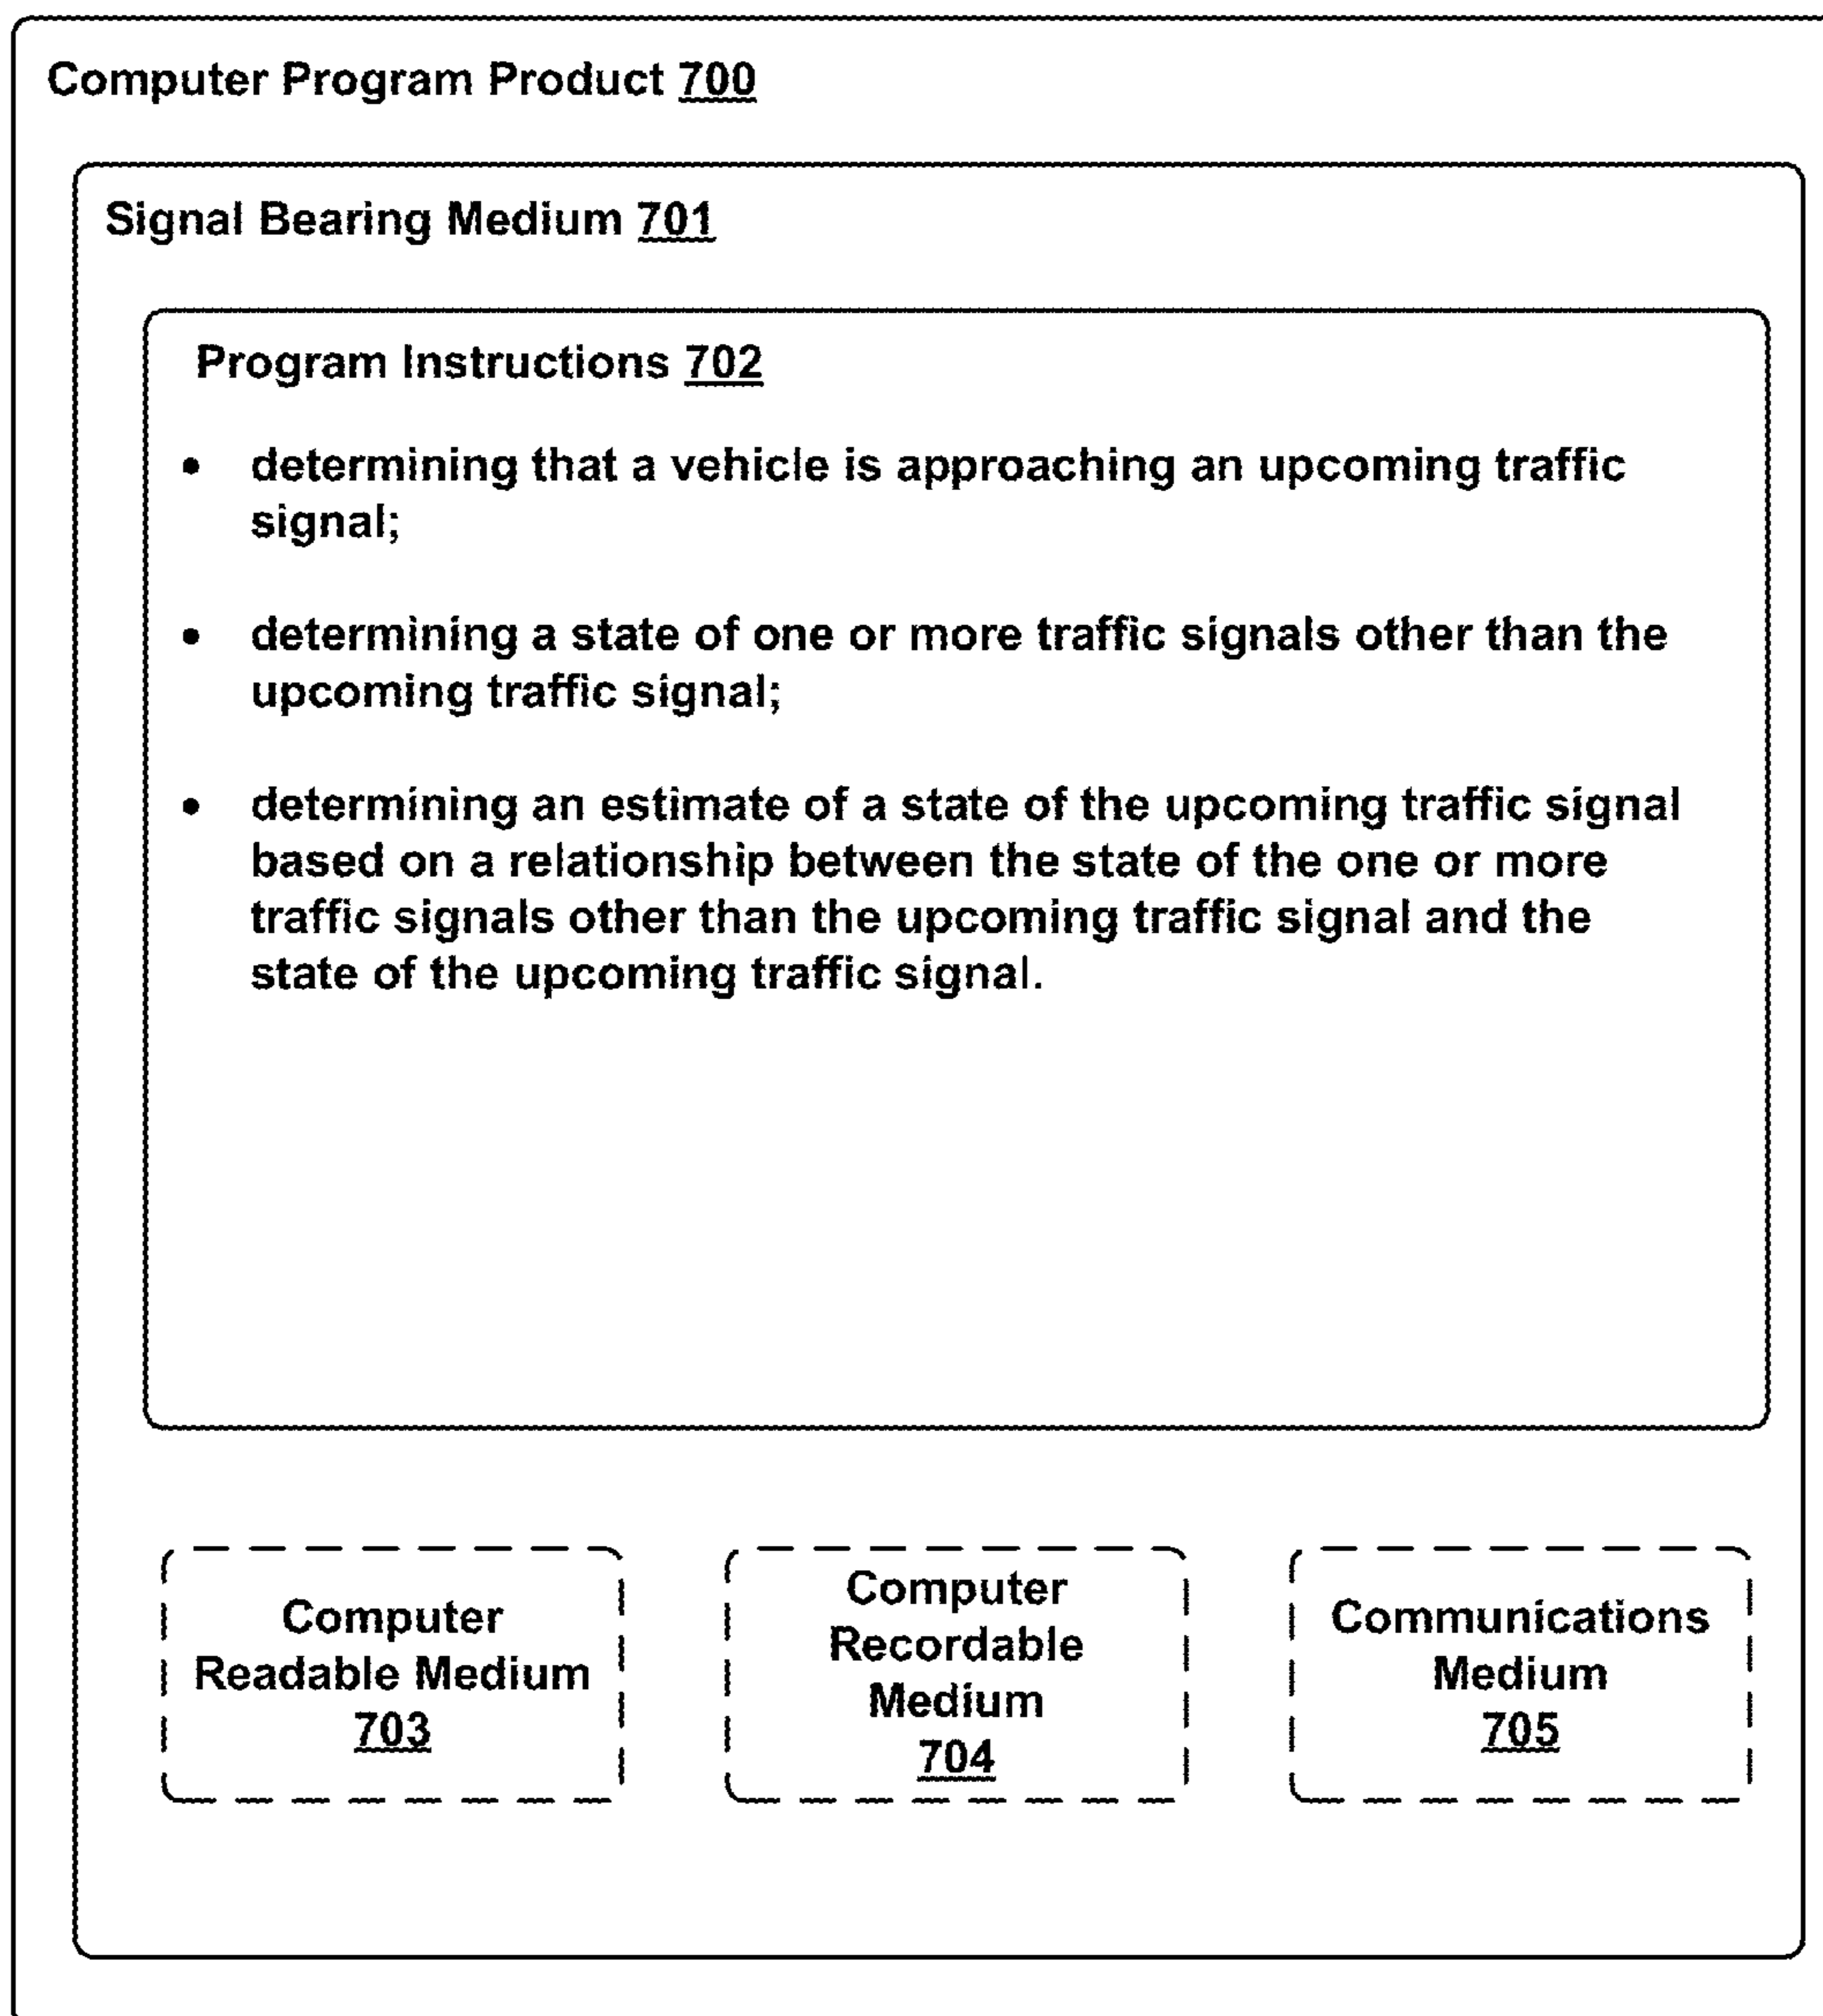 Computer Program Product 700
Signal Bearing Medium 701
Program Instructions 702
• determining that a vehicle is approaching an upcoming traffic
signal;
• determining a state of one or more traffic signals other than the
upcoming traffic signal;
• determining an estimate of a state of the upcoming traffic signal
based on a relationship between the state of the one or more
traffic signals other than the upcoming traffic signal and the
state of the upcoming traffic signal.
Computer
Readable Medium
703
Computer
Recordable
Medium
704
Communications
Medium
705